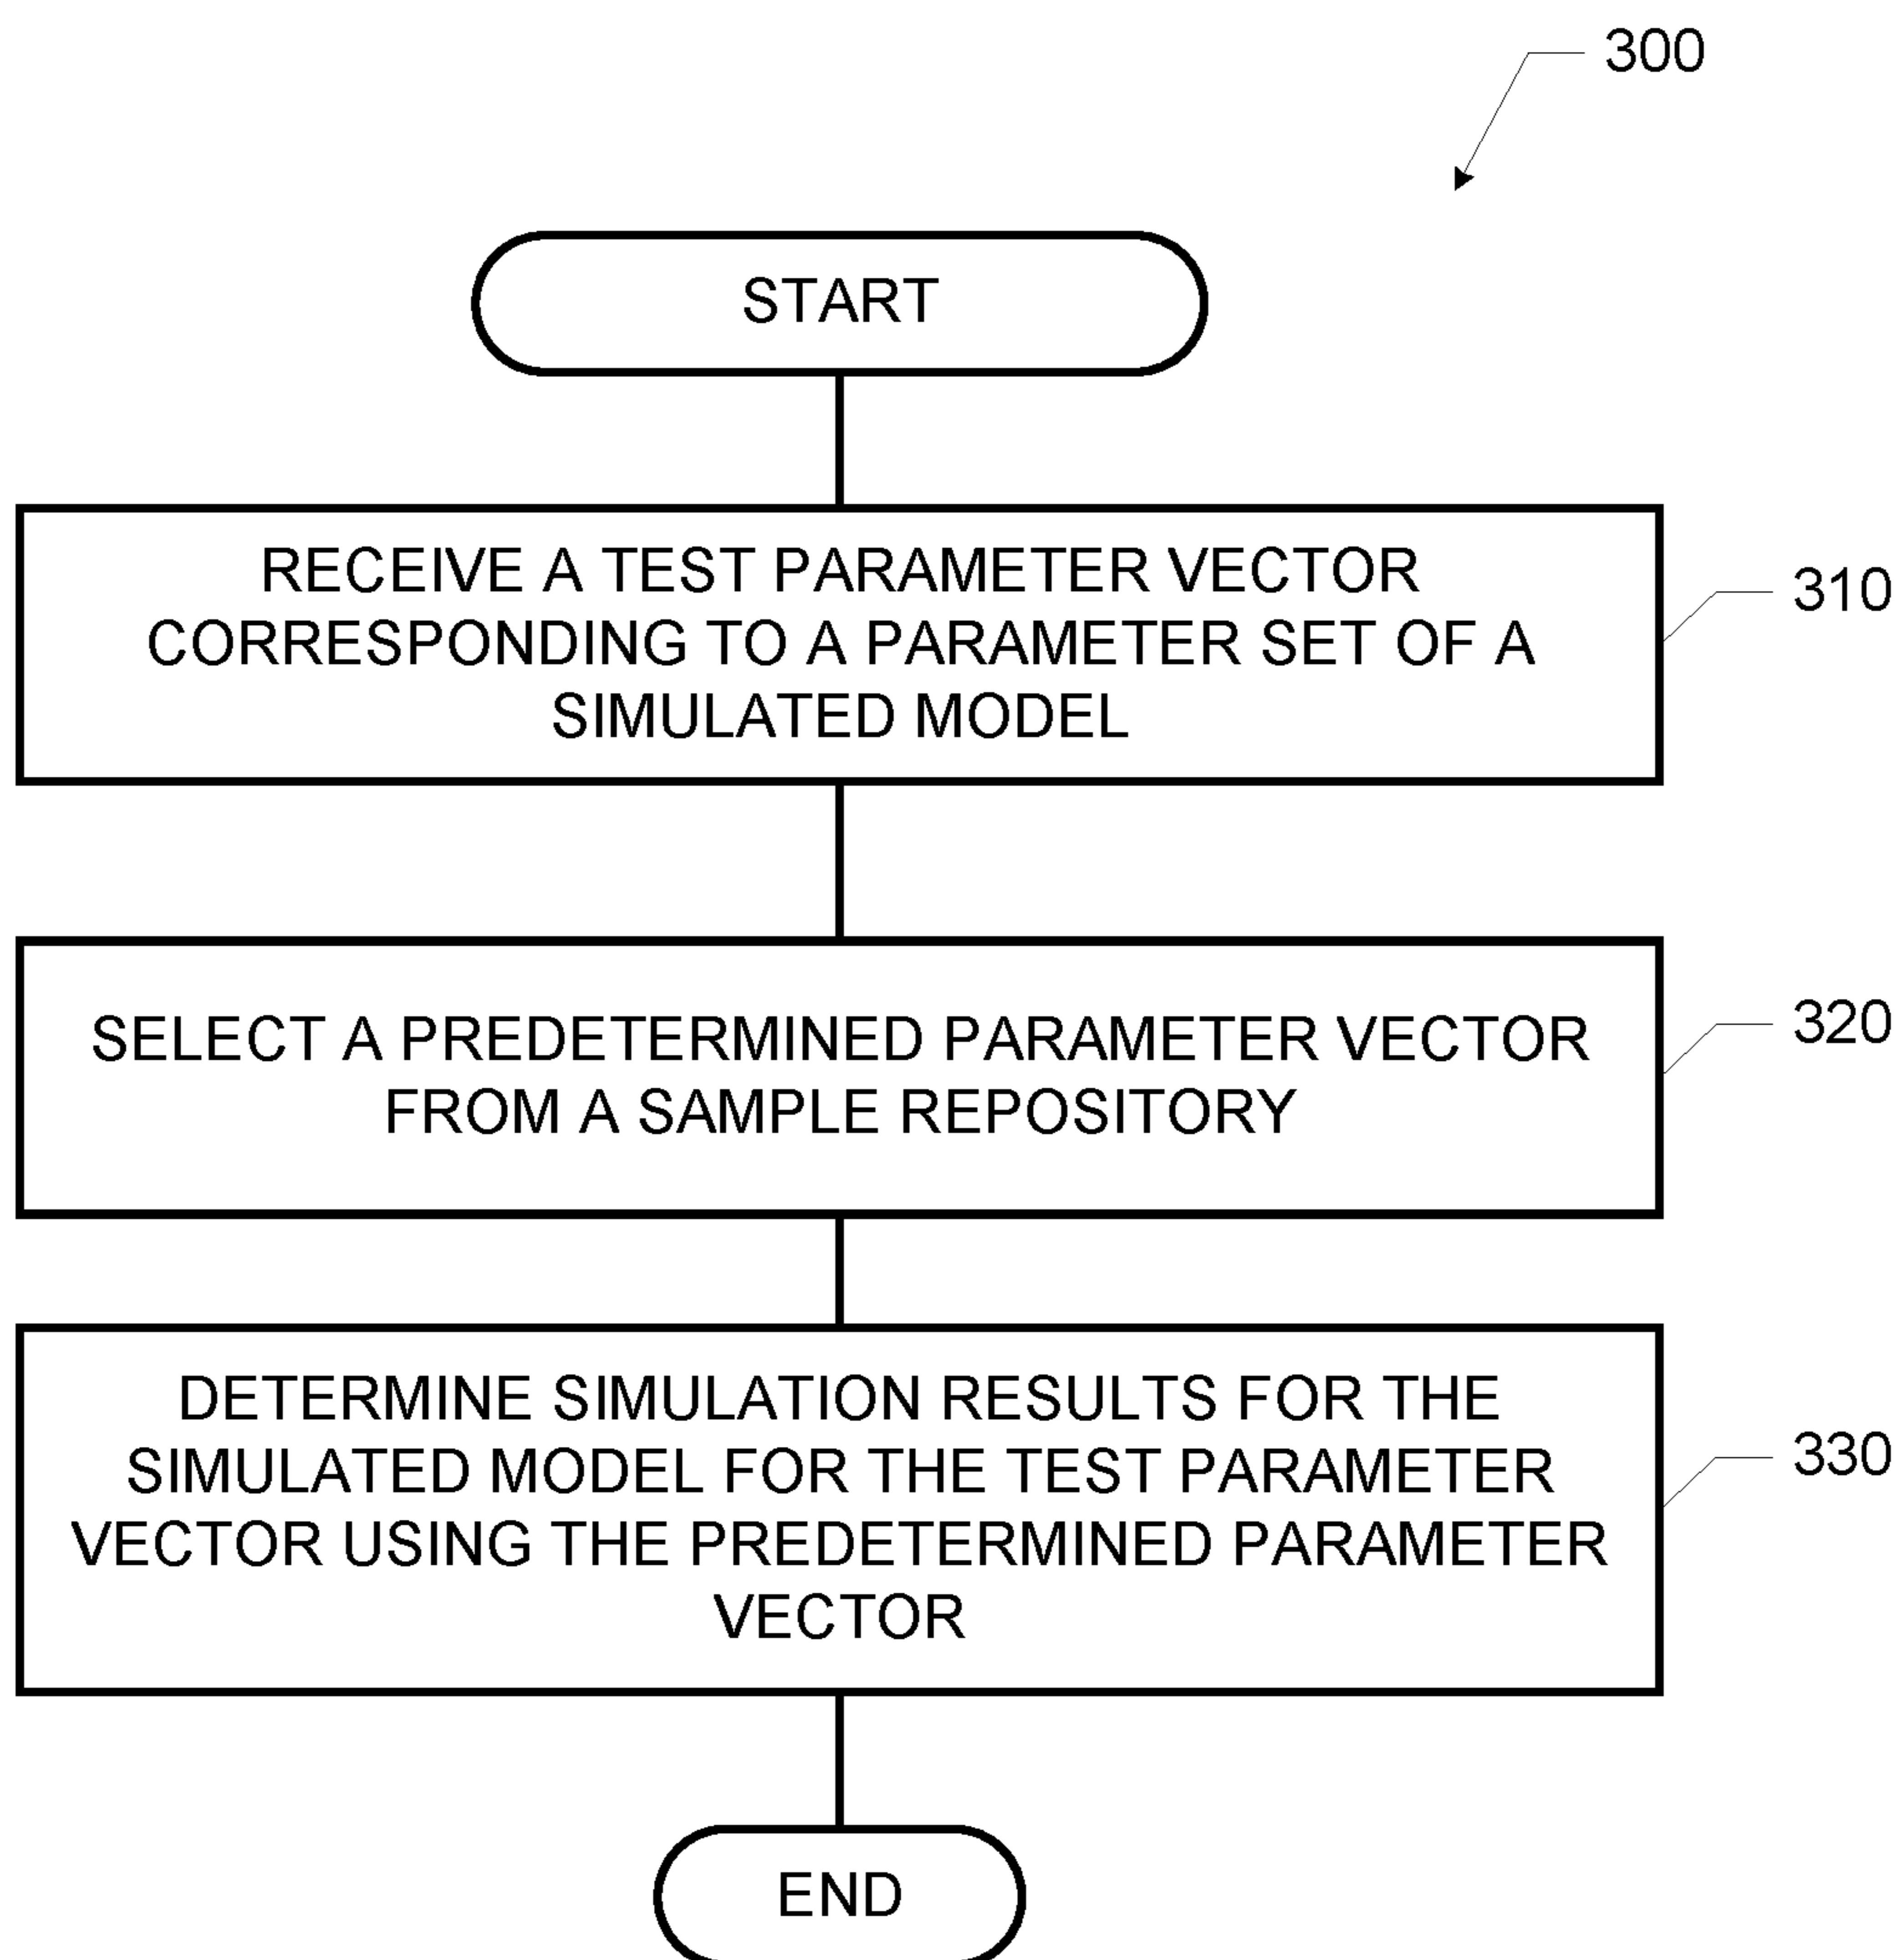 300
START
RECEIVE A TEST PARAMETER VECTOR
CORRESPONDING TO A PARAMETER SET OF A
SIMULATED MODEL
310
SELECT A PREDETERMINED PARAMETER VECTOR
FROM A SAMPLE REPOSITORY
320
DETERMINE SIMULATION RESULTS FOR THE
SIMULATED MODEL FOR THE TEST PARAMETER
VECTOR USING THE PREDETERMINED PARAMETER
VECTOR
330
END